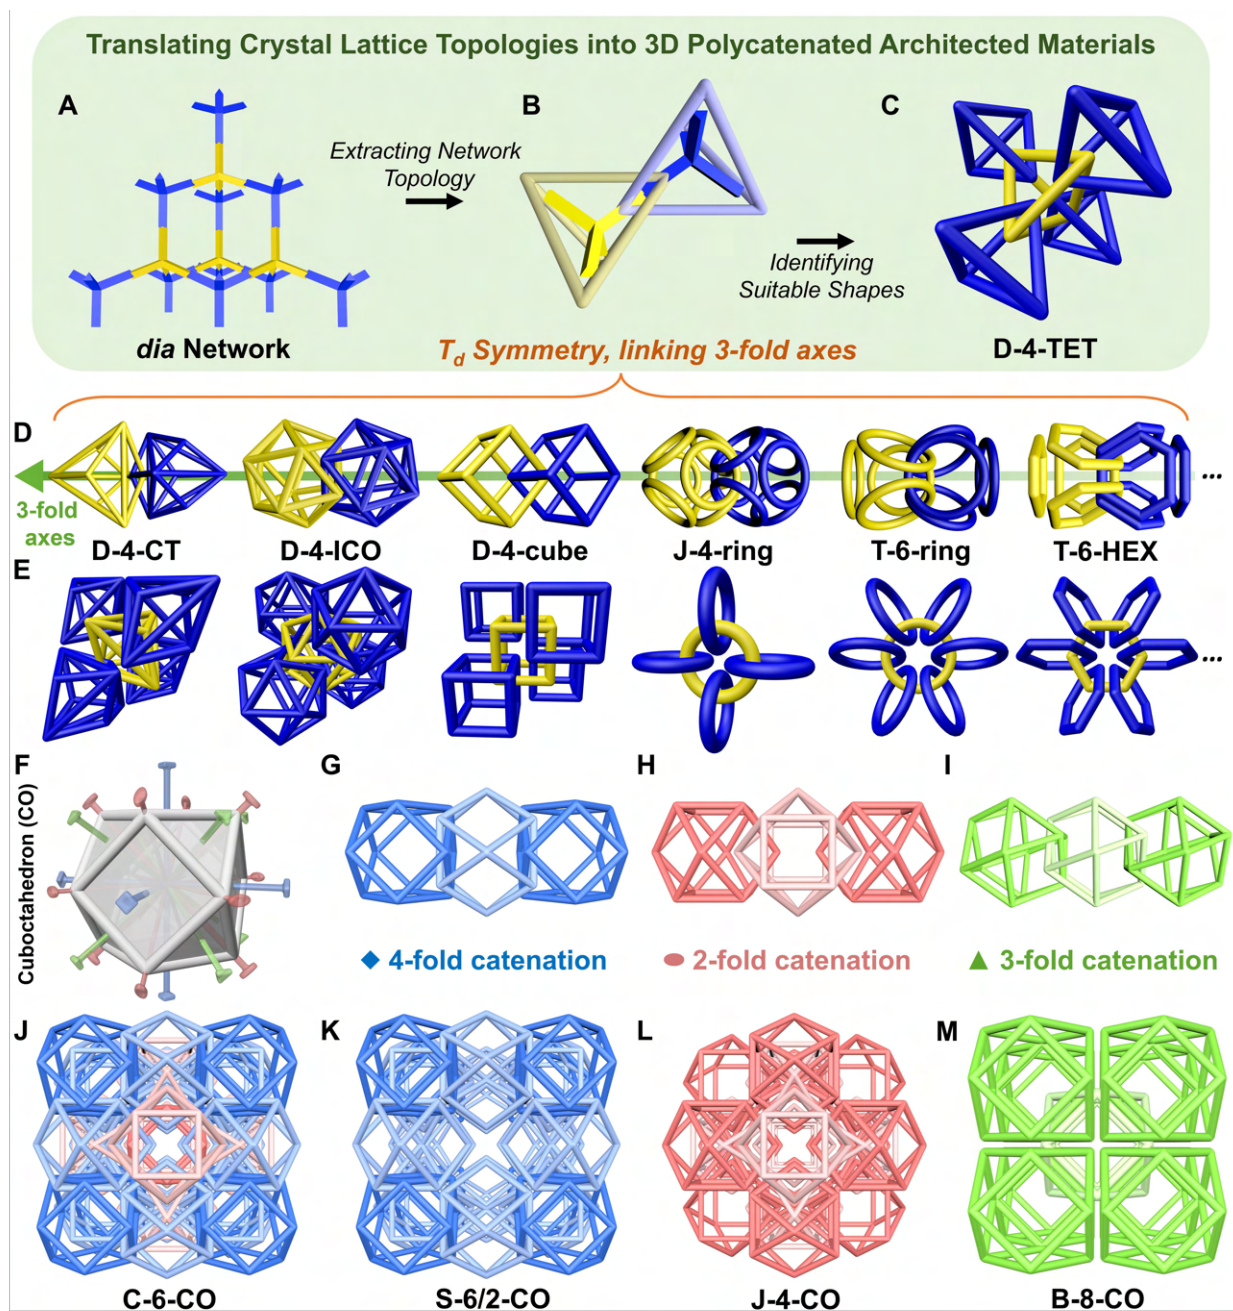 Translating Crystal Lattice Topologies into 3D Polycatenated Architected Materials
A
B
C
Extracting Network
Topology
Identifying
Suitable Shapes
dia Network
Td Symmetry, linking 3-fold axes
D-4-TET
D
3-fold
axes
...
D-4-CT
D-4-ICO
D-4-cube
J-4-ring
T-6-ring
T-6-HEX
E
...
F
G
H
I
Cuboctahedron (CO)
4-fold catenation
2-fold catenation
3-fold catenation
J
K
L
M
C-6-CO
S-6/2-CO
J-4-CO
B-8-CO